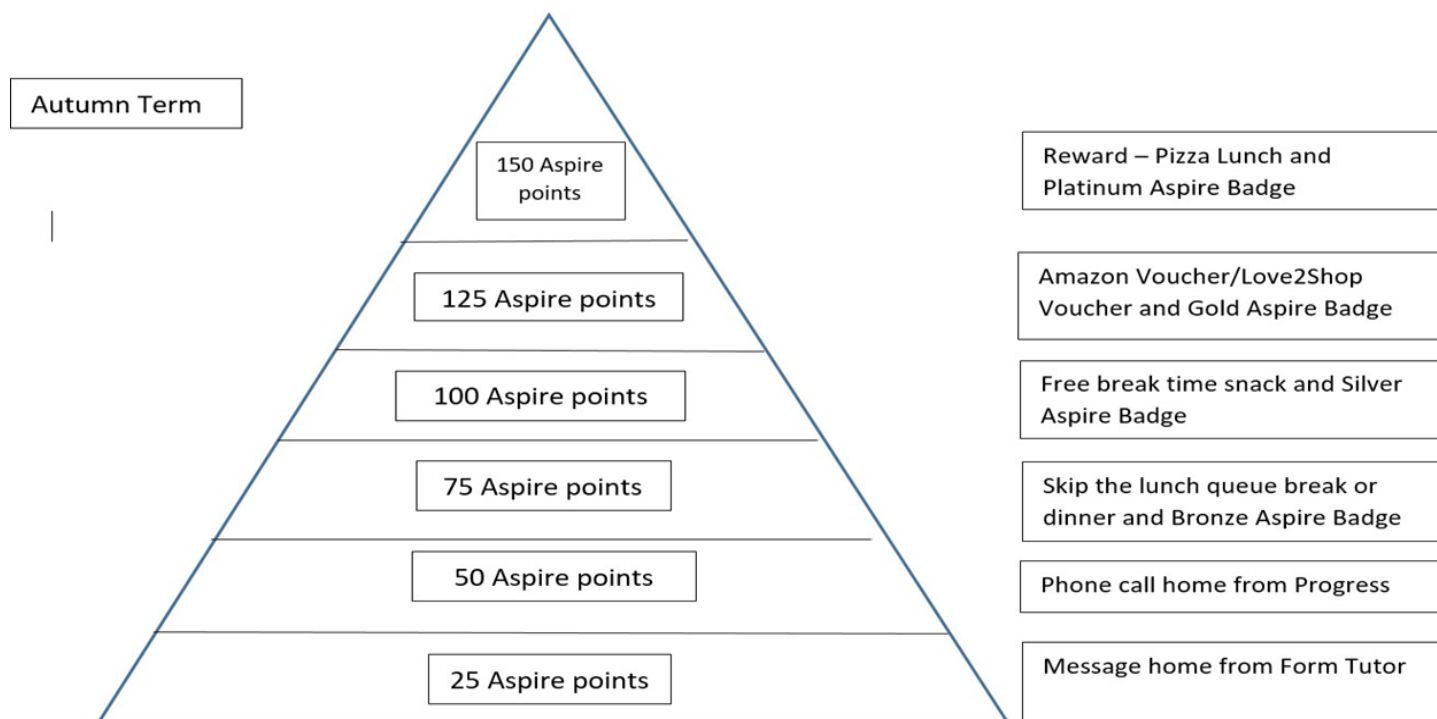 Autumn Term
150 Aspire
points
Reward – Pizza Lunch and
Platinum Aspire Badge
125 Aspire points
Amazon Voucher/Love2Shop
Voucher and Gold Aspire Badge
100 Aspire points
Free break time snack and Silver
Aspire Badge
75 Aspire points
Skip the lunch queue break or
dinner and Bronze Aspire Badge
50 Aspire points
Phone call home from Progress
25 Aspire points
Message home from Form Tutor